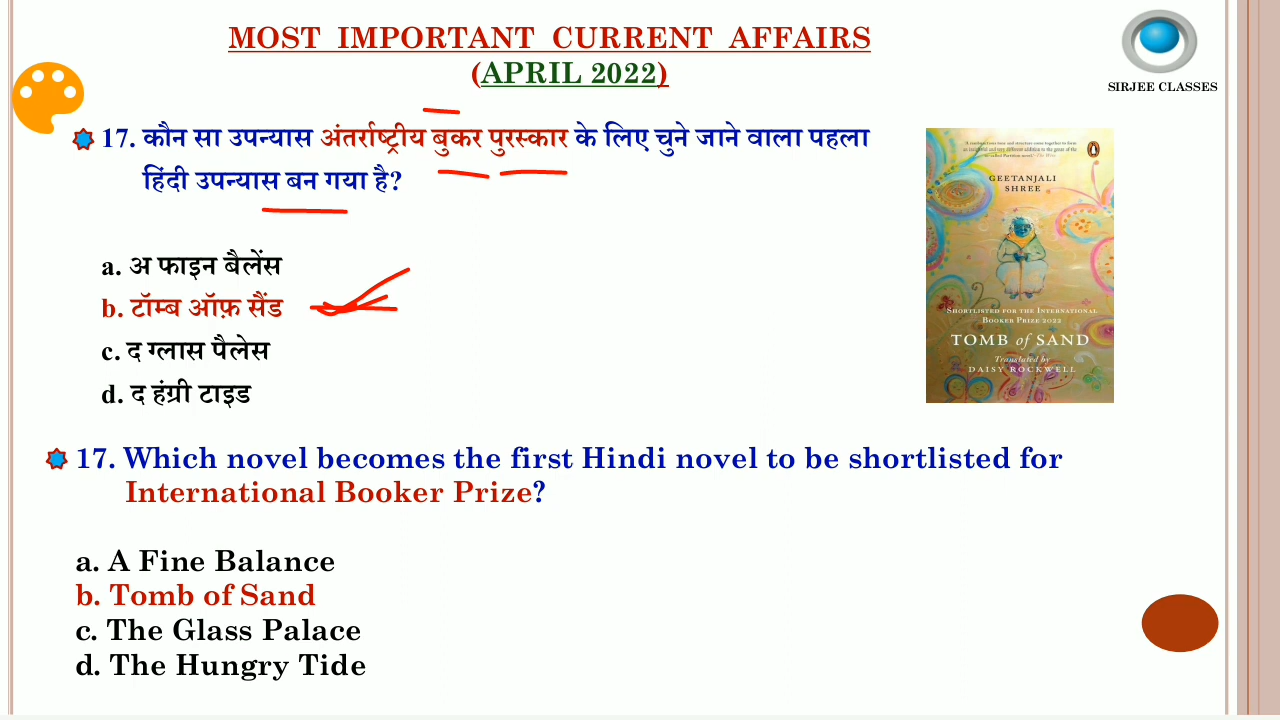 MOST IMPORTANT CURRENT AFFAIRS
(APRIL 2022)
SIRJEE CLASSES
17. कौन सा उपन्यास अंतर्राष्ट्रीय बुकर पुरस्कार के लिए चुने जाने वाला पहला
हिंदी उपन्यास बन गया है?
a. अ फाइन बैलेंस
b. टॉम्ब ऑफ़ सैंड
c. द ग्लास पैलेस
d. द हंग्री टाइड
GEETANJALI
SHREE
SHORTLISTED FOR THE INTERNATIONAL
BOOKER PRIZE 2022
TOMB of SAND
Translated by
DAISY ROCKWELL
17. Which novel becomes the first Hindi novel to be shortlisted for
International Booker Prize?
a. A Fine Balance
b. Tomb of Sand
c. The Glass Palace
d. The Hungry Tide